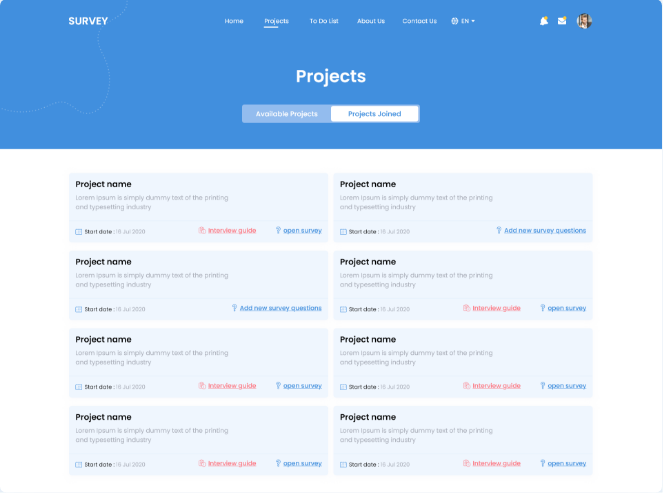 SURVEY Home Projects To Do List About Us Contact Us EN
Projects
Available Projects Projects Joined
Project name Project name
Lorem Ipsum is simply dummy text of the printing Lorem Ipsum is simply dummy text of the printing
and typesetting industry and typesetting industry
Start date : 16 Jul 2020 Interview guide open survey Start date : 16 Jul 2020 Add new survey questions
Project name Project name
Lorem Ipsum is simply dummy text of the printing Lorem Ipsum is simply dummy text of the printing
and typesetting industry and typesetting industry
Start date : 16 Jul 2020 Add new survey questions Start date : 16 Jul 2020 Interview guide open survey
Project name Project name
Lorem Ipsum is simply dummy text of the printing Lorem Ipsum is simply dummy text of the printing
and typesetting industry and typesetting industry
Start date : 16 Jul 2020 Interview guide open survey Start date : 16 Jul 2020 Interview guide open survey
Project name Project name
Lorem Ipsum is simply dummy text of the printing Lorem Ipsum is simply dummy text of the printing
and typesetting industry and typesetting industry
Start date : 16 Jul 2020 Interview guide open survey Start date : 16 Jul 2020 Interview guide open survey